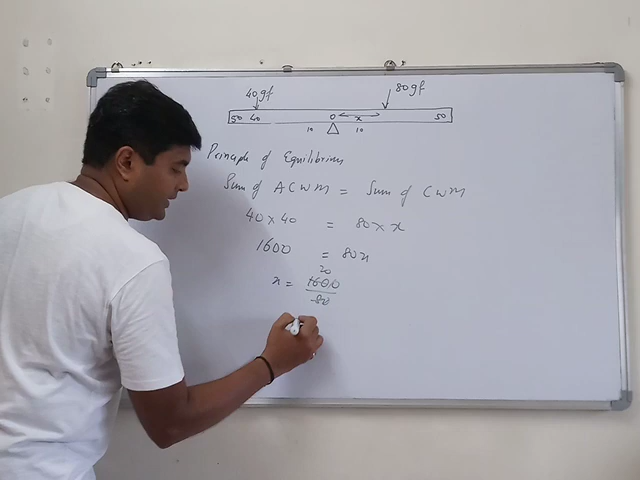 40gf 80gf
50 40 0 x 50
10 10
Principle of Equilibrium
Sum of ACWM = Sum of CWM
40 × 40 = 80 × x
1600 = 80x
20
x = 1600
80